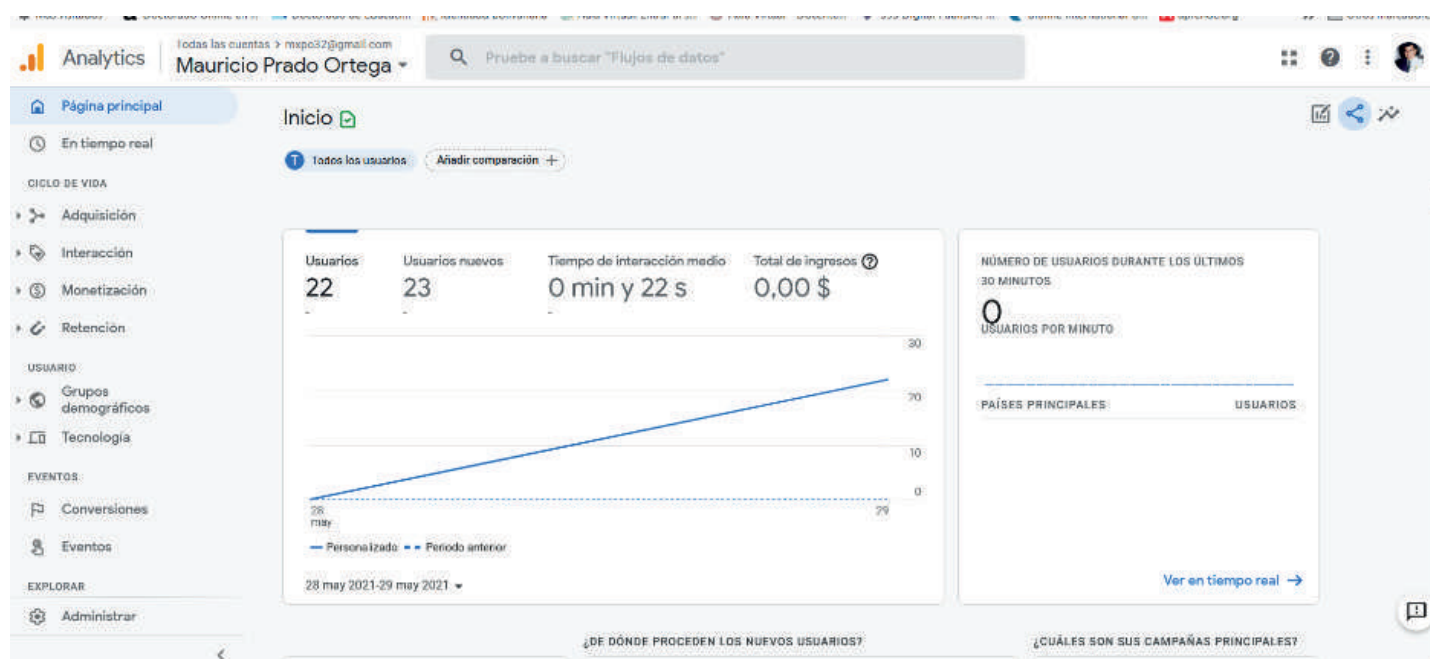 Todas las cuentas > mxpo32@gmail.com
Analytics
Mauricio Prado Ortega
Pruebe a buscar "Flujos de datos"
Página principal
En tiempo real
CICLO DE VIDA
Adquisición
Interacción
Monetización
Retención
USUARIO
Grupos
demográficos
Tecnología
EVENTOS
Conversiones
Eventos
EXPLORAR
Administrar
Inicio
T Todos los usuarios
Añadir comparación +
Usuarios
22
-
Usuarios nuevos
23
-
Tiempo de interacción medio
0 min y 22 s
-
Total de ingresos
0,00 $
30
20
10
0
28
may
29
Personalizado
Periodo anterior
28 may 2021-29 may 2021
NÚMERO DE USUARIOS DURANTE LOS ÚLTIMOS
30 MINUTOS
0
USUARIOS POR MINUTO
PAÍSES PRINCIPALES
USUARIOS
Ver en tiempo real →
¿DE DÓNDE PROCEDEN LOS NUEVOS USUARIOS?
¿CUÁLES SON SUS CAMPAÑAS PRINCIPALES?